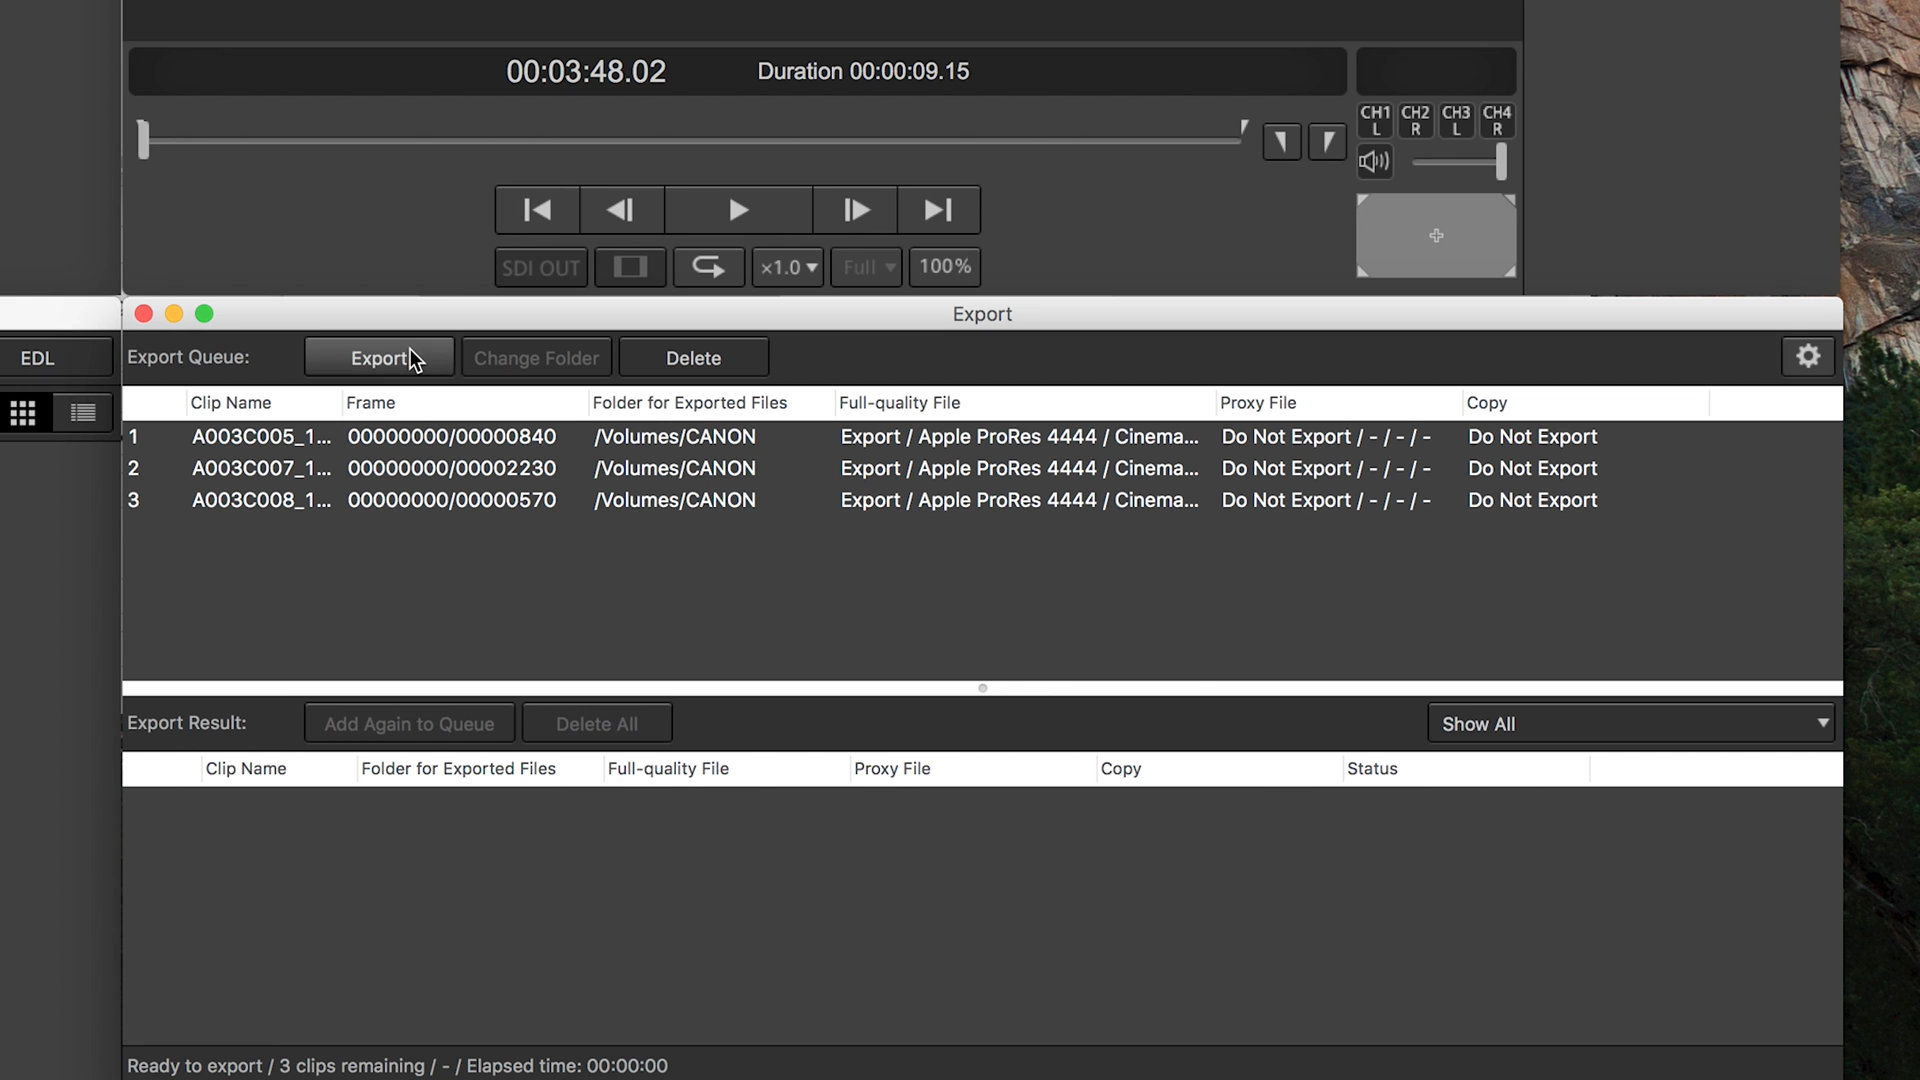 00:03:48.02 Duration 00:00:09.15
CH1 L CH2 R CH3 L CH4 R
SDI OUT ×1.0 Full 100%
Export
EDL
Export Queue: Export Change Folder Delete
Clip Name Frame Folder for Exported Files Full-quality File Proxy File Copy
1 A003C005_1... 00000000/00000840 /Volumes/CANON Export / Apple ProRes 4444 / Cinema... Do Not Export / - / - / - Do Not Export
2 A003C007_1... 00000000/00002230 /Volumes/CANON Export / Apple ProRes 4444 / Cinema... Do Not Export / - / - / - Do Not Export
3 A003C008_1... 00000000/00000570 /Volumes/CANON Export / Apple ProRes 4444 / Cinema... Do Not Export / - / - / - Do Not Export
Export Result: Add Again to Queue Delete All Show All
Clip Name Folder for Exported Files Full-quality File Proxy File Copy Status
Ready to export / 3 clips remaining / - / Elapsed time: 00:00:00